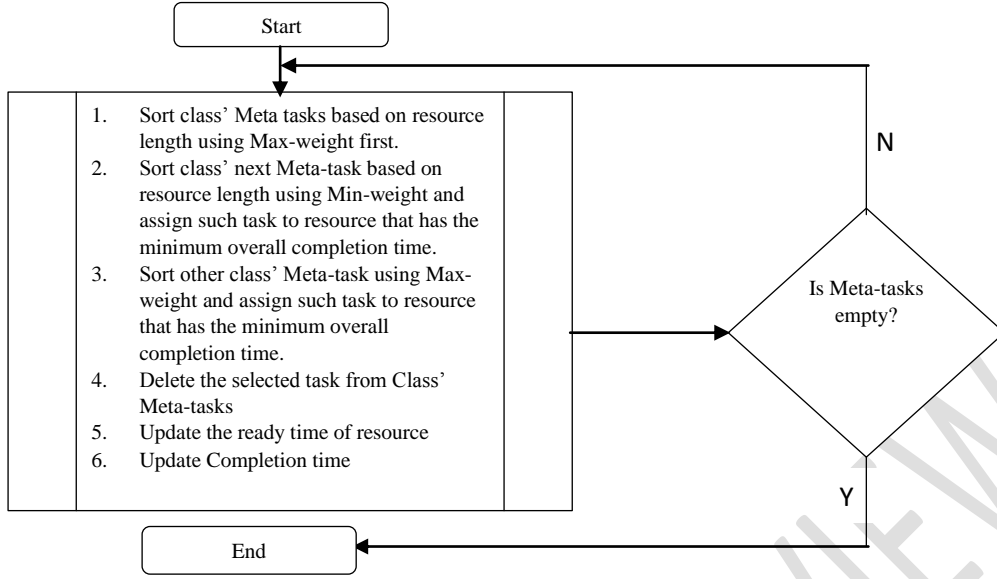 Start
1. Sort class’ Meta tasks based on resource
length using Max-weight first.
2. Sort class’ next Meta-task based on
resource length using Min-weight and
assign such task to resource that has the
minimum overall completion time.
3. Sort other class’ Meta-task using Max-
weight and assign such task to resource
that has the minimum overall
completion time.
4. Delete the selected task from Class’
Meta-tasks
5. Update the ready time of resource
6. Update Completion time
N
Is Meta-tasks
empty?
Y
End
VIEW